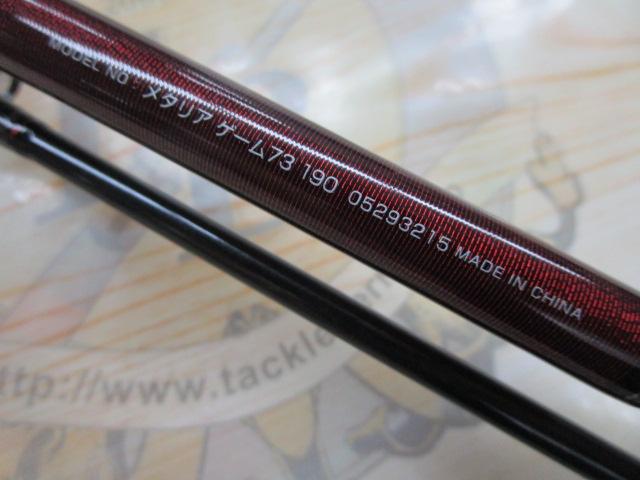 MODEL NO : メタリア ゲーム73 190 05293215 MADE IN CHINA
http://www.tackle